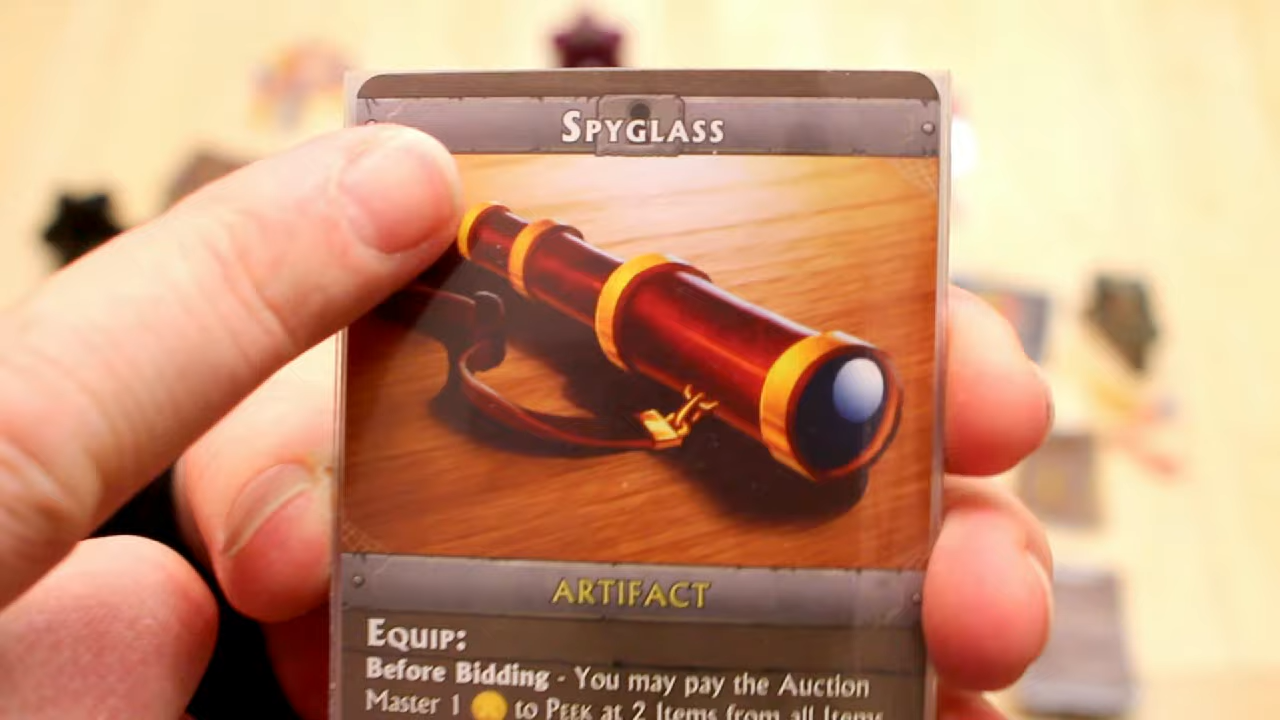 SPYGLASS
ARTIFACT
EQUIP:
Before Bidding - You may pay the Auction
Master 1 to PEEK at 2 Items from all Items